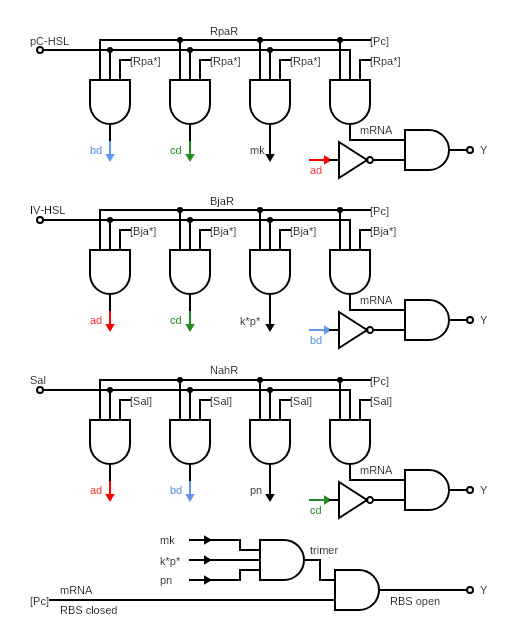 RpaR
pC-HSL
[Pc]
[Rpa*] [Rpa*] [Rpa*] [Rpa*]
mRNA
bd cd mk Y
ad
BjaR
IV-HSL
[Pc]
[Bja*] [Bja*] [Bja*] [Bja*]
mRNA
ad cd k*p* Y
bd
NahR
Sal
[Pc]
[Sal] [Sal] [Sal] [Sal]
mRNA
ad bd pn Y
cd
mk
trimer
k*p*
pn
mRNA Y
[Pc] RBS open
RBS closed